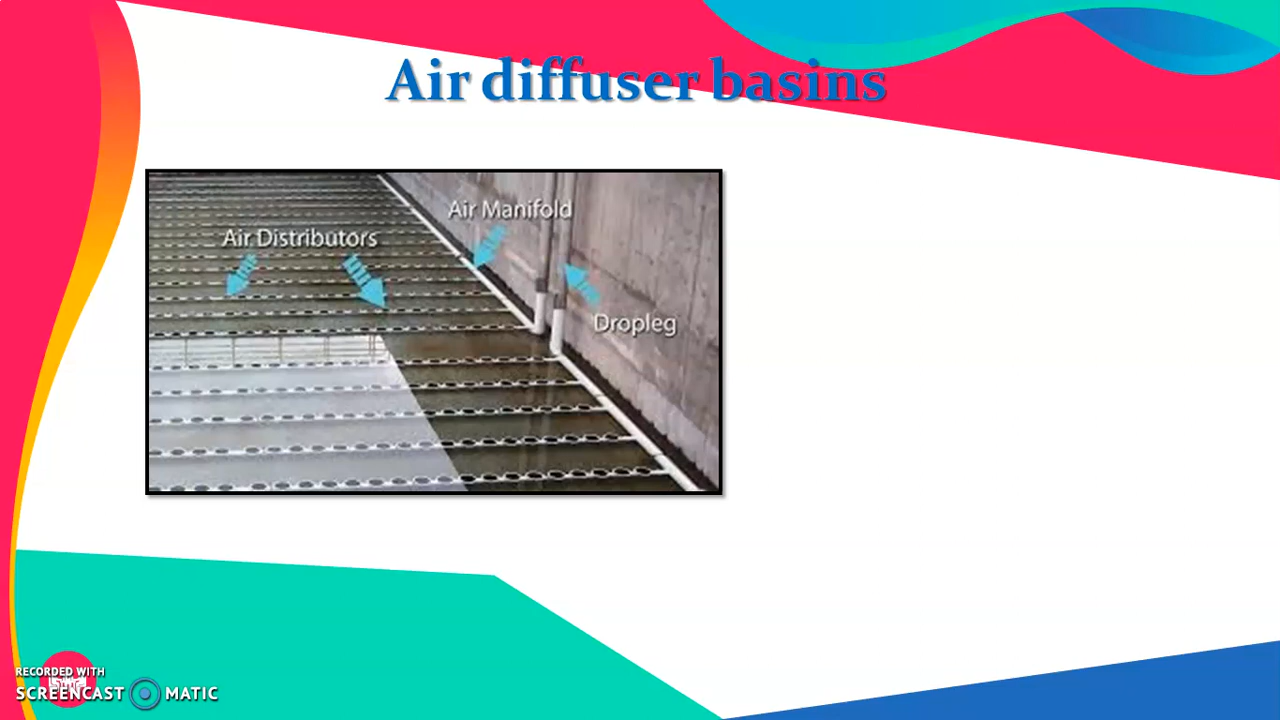 Air diffuser basins
Air Manifold
Air Distributors
Dropleg
RECORDED WITH
SCREENCAST MATIC